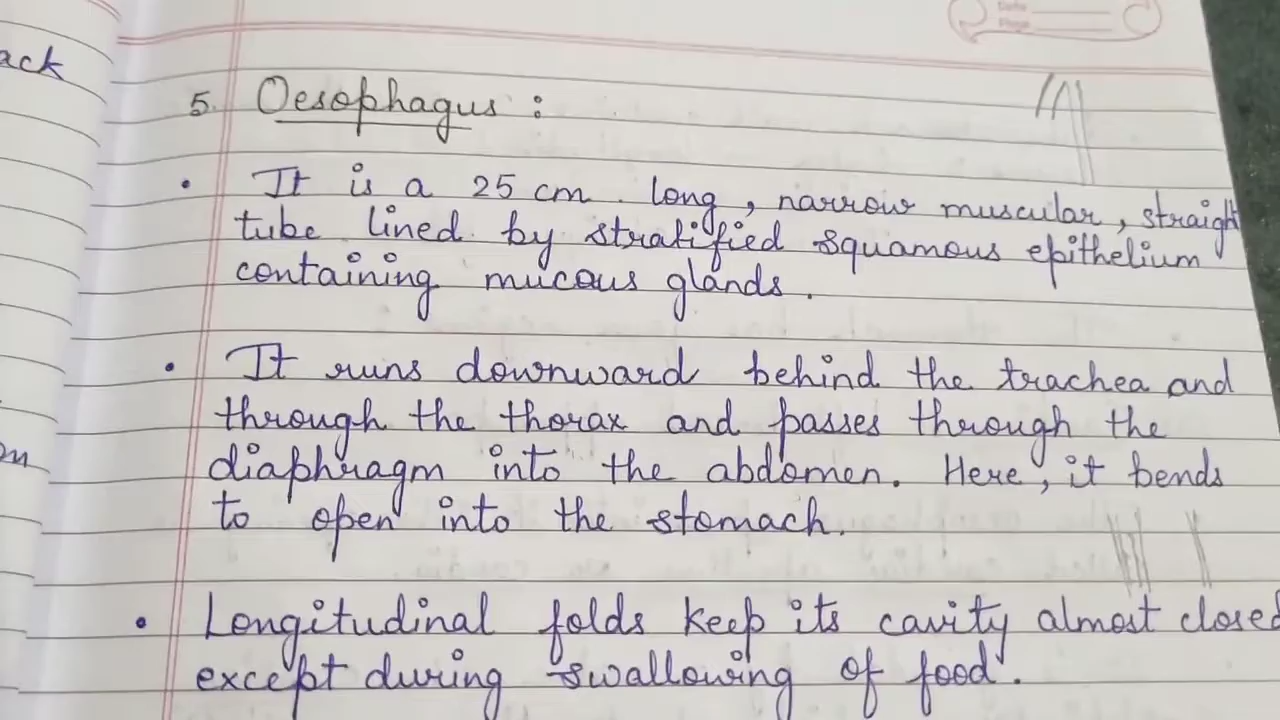 ack
Date
Page
5. Oesophagus :
• It is a 25 cm. long, narrow muscular, straight
tube lined by stratified squamous epithelium
containing mucous glands.
• It runs downward behind the trachea and
through the thorax and passes through the
diaphragm into the abdomen. Here, it bends
to open into the stomach.
on
• Longitudinal folds keep its cavity almost closed
except during swallowing of food.